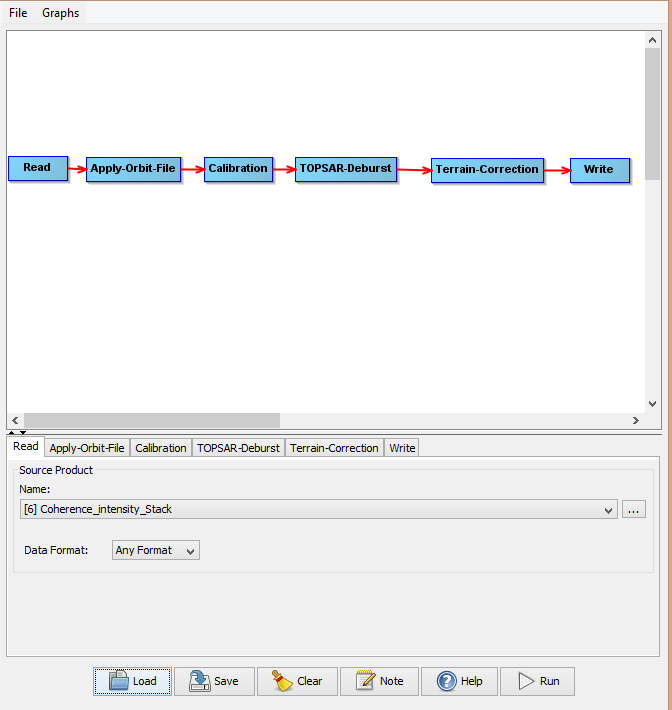 File Graphs
Read Apply-Orbit-File Calibration TOPSAR-Deburst Terrain-Correction Write
Read Apply-Orbit-File Calibration TOPSAR-Deburst Terrain-Correction Write
Source Product
Name:
[6] Coherence_intensity_Stack ...
Data Format: Any Format
Load Save Clear Note Help Run